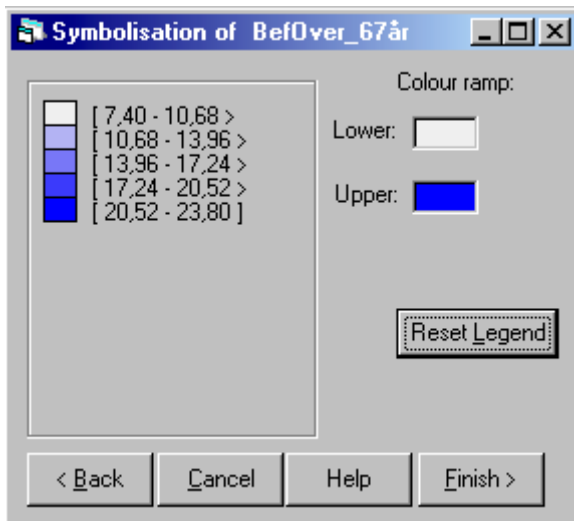 Symbolisation of BefOver_67år
[ 7,40 - 10,68 >
[ 10,68 - 13,96 >
[ 13,96 - 17,24 >
[ 17,24 - 20,52 >
[ 20,52 - 23,80 ]
Colour ramp:
Lower:
Upper:
Reset Legend
< Back
Cancel
Help
Finish >